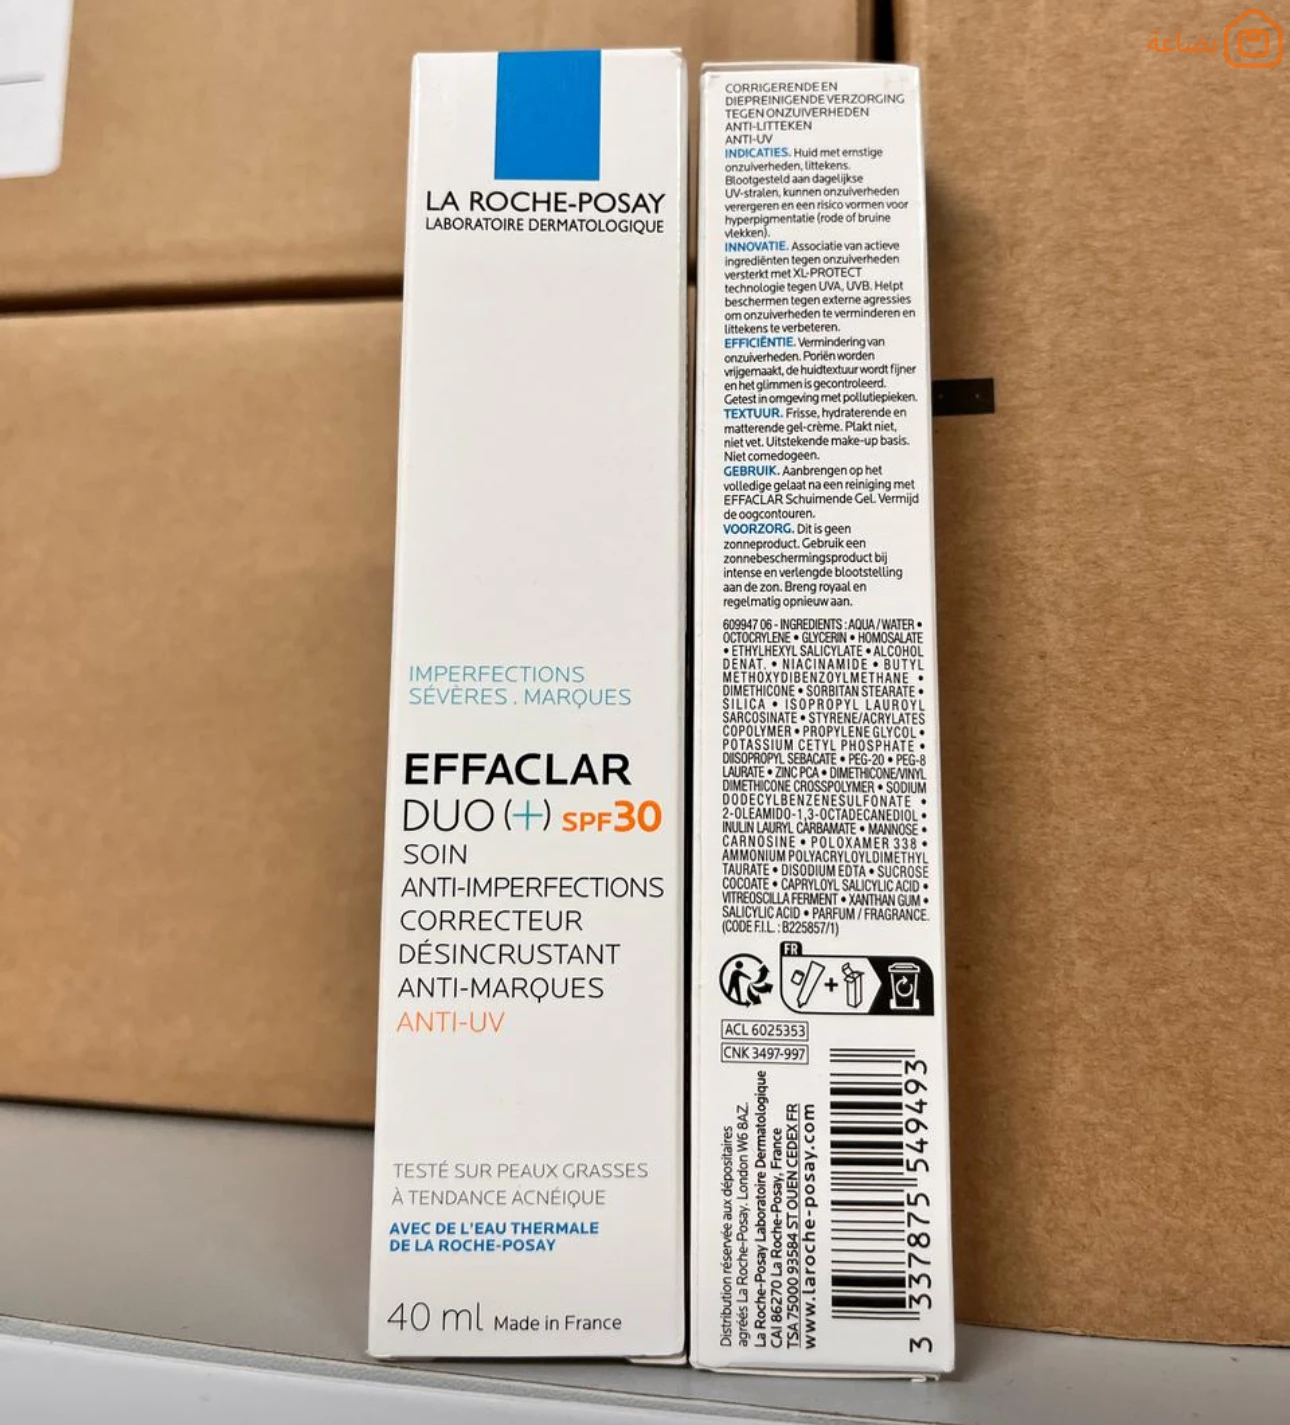 بضاعة
LA ROCHE-POSAY
LABORATOIRE DERMATOLOGIQUE
IMPERFECTIONS
SÉVÈRES . MARQUES
EFFACLAR
DUO (+) SPF30
SOIN
ANTI-IMPERFECTIONS
CORRECTEUR
DÉSINCRUSTANT
ANTI-MARQUES
ANTI-UV
TESTÉ SUR PEAUX GRASSES
À TENDANCE ACNÉIQUE
AVEC DE L'EAU THERMALE
DE LA ROCHE-POSAY
40 ml Made in France
CORRIGERENDE EN
DIEPREINIGENDE VERZORGING
TEGEN ONZUIVERHEDEN
ANTI-LITTEKEN
ANTI-UV
INDICATIES. Huid met ernstige
onzuiverheden, littekens.
Blootgesteld aan dagelijkse
UV-stralen, kunnen onzuiverheden
verergeren en een risico vormen voor
hyperpigmentatie (rode of bruine
vlekken).
INNOVATIE. Associatie van actieve
ingrediënten tegen onzuiverheden
versterkt met XL-PROTECT
technologie tegen UVA, UVB. Helpt
beschermen tegen externe agressies
om onzuiverheden te verminderen en
littekens te verbeteren.
EFFICIËNTIE. Vermindering van
onzuiverheden. Poriën worden
vrijgemaakt, de huidtextuur wordt fijner
en het glimmen is gecontroleerd.
Getest in omgeving met pollutiepieken.
TEXTUUR. Frisse, hydraterende en
matterende gel-crème. Plakt niet,
niet vet. Uitstekende make-up basis.
Niet comedogeen.
GEBRUIK. Aanbrengen op het
volledige gelaat na een reiniging met
EFFACLAR Schuimende Gel. Vermijd
de oogcontouren.
VOORZORG. Dit is geen
zonneproduct. Gebruik een
zonnebeschermingsproduct bij
intense en verlengde blootstelling
aan de zon. Breng royaal en
regelmatig opnieuw aan.
609947 06 - INGREDIENTS : AQUA / WATER •
OCTOCRYLENE • GLYCERIN • HOMOSALATE
• ETHYLHEXYL SALICYLATE • ALCOHOL
DENAT. • NIACINAMIDE • BUTYL
METHOXYDIBENZOYLMETHANE •
DIMETHICONE • SORBITAN STEARATE •
SILICA • ISOPROPYL LAUROYL
SARCOSINATE • STYRENE/ACRYLATES
COPOLYMER • PROPYLENE GLYCOL •
POTASSIUM CETYL PHOSPHATE •
DIISOPROPYL SEBACATE • PEG-20 • PEG-8
LAURATE • ZINC PCA • DIMETHICONE/VINYL
DIMETHICONE CROSSPOLYMER • SODIUM
DODECYLBENZENESULFONATE •
2-OLEAMIDO-1,3-OCTADECANEDIOL •
INULIN LAURYL CARBAMATE • MANNOSE •
CARNOSINE • POLOXAMER 338 •
AMMONIUM POLYACRYLOYLDIMETHYL
TAURATE • DISODIUM EDTA • SUCROSE
COCOATE • CAPRYLOYL SALICYLIC ACID •
VITREOSCILLA FERMENT • XANTHAN GUM •
SALICYLIC ACID • PARFUM / FRAGRANCE.
(CODE F.I.L. : B225857/1)
FR
ACL 6025353
CNK 3497-997
Distribution réservée aux dépositaires
agréés La Roche-Posay. London W6 8AZ.
La Roche-Posay Laboratoire Dermatologique
CAI 86270 La Roche-Posay, France
TSA 75000 93584 ST OUEN CEDEX FR
www.laroche-posay.com
3 337875 549493